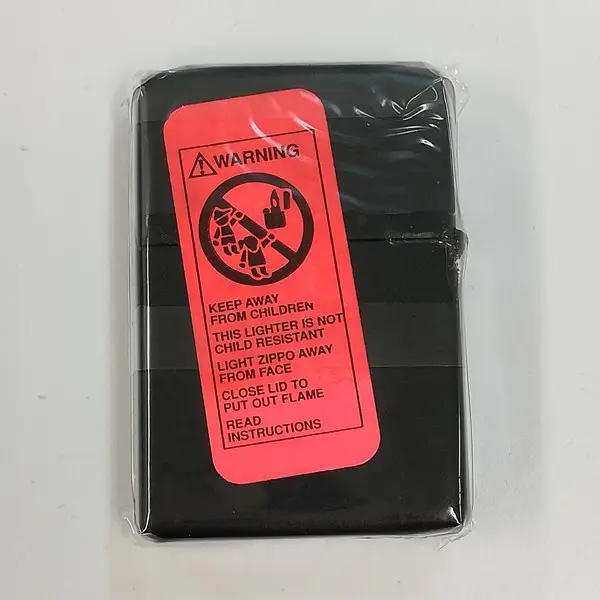 WARNING
KEEP AWAY
FROM CHILDREN
THIS LIGHTER IS NOT
CHILD RESISTANT
LIGHT ZIPPO AWAY
FROM FACE
CLOSE LID TO
PUT OUT FLAME
READ
INSTRUCTIONS